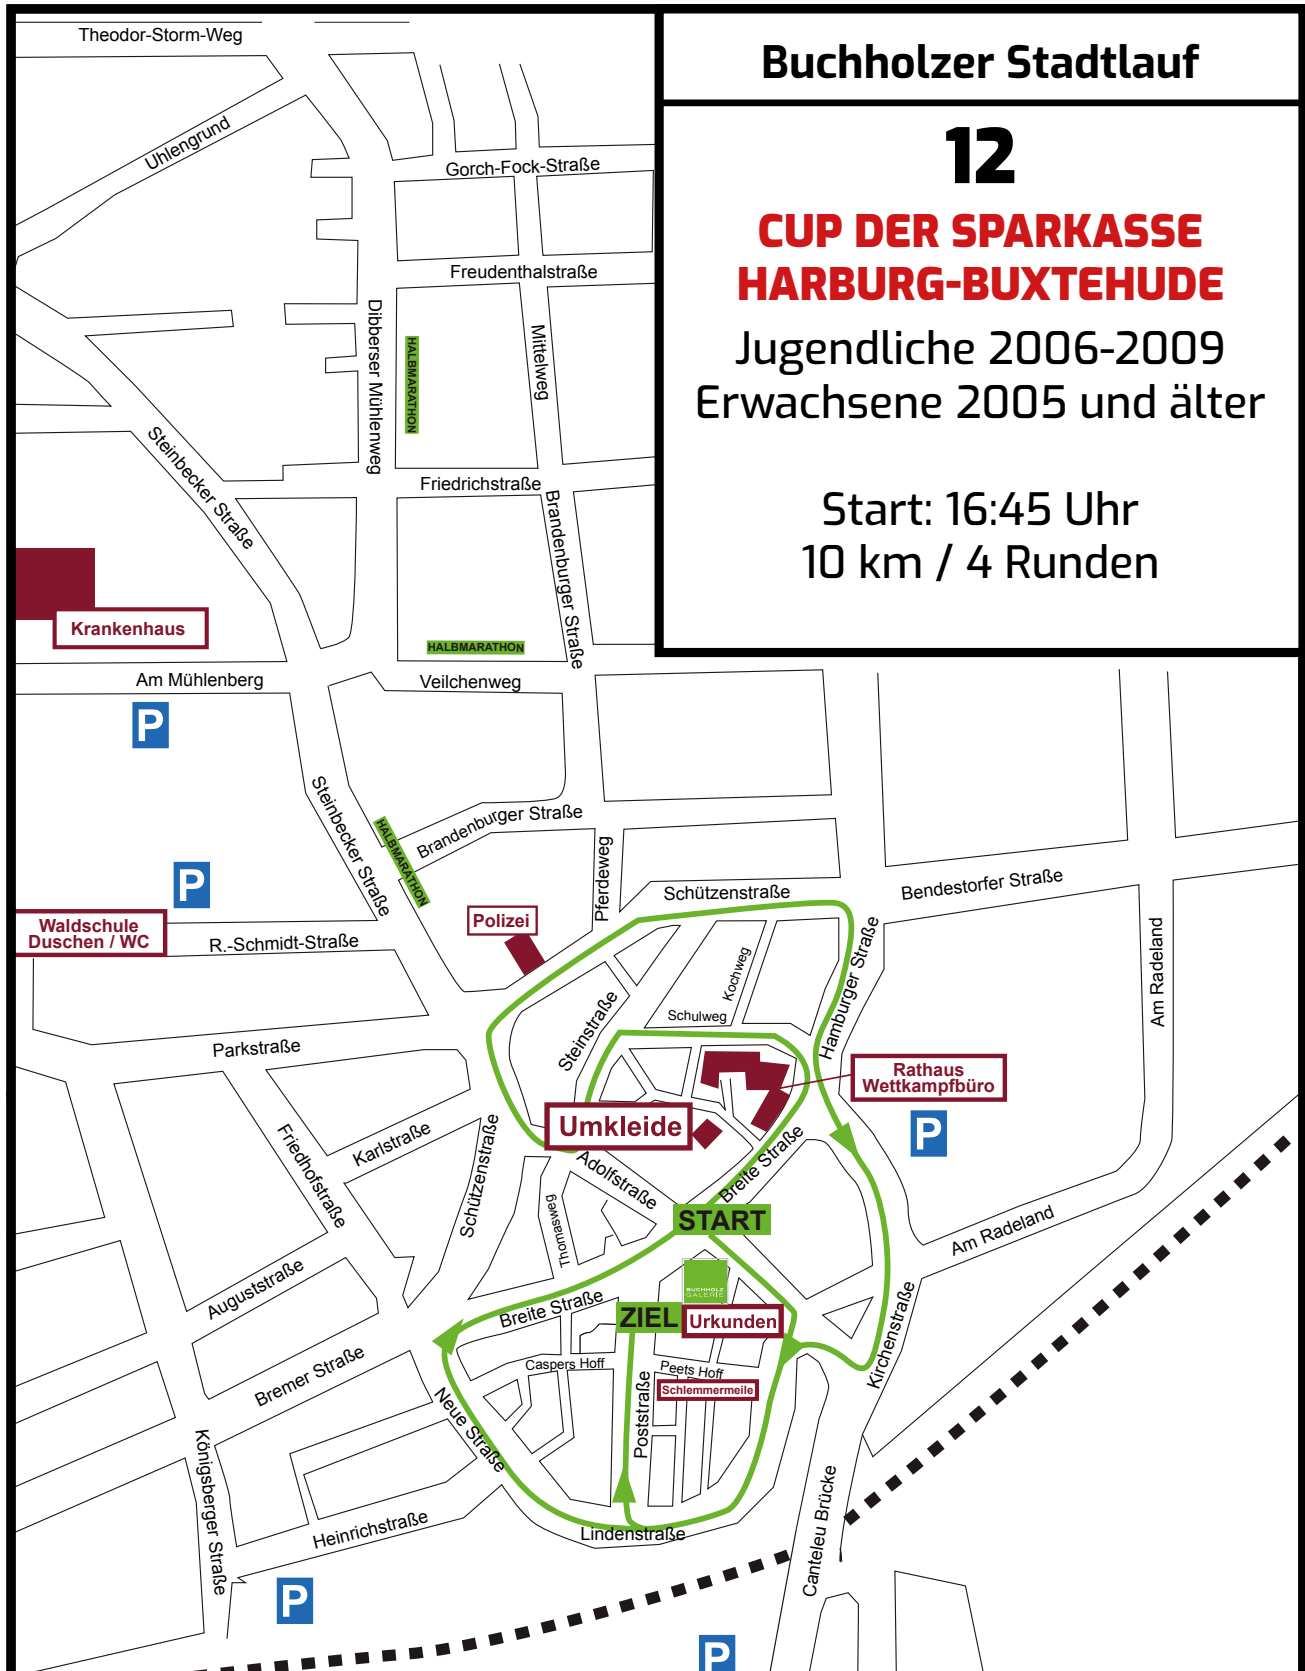 Theodor-Storm-Weg
Buchholzer Stadtlauf
12
CUP DER SPARKASSE
HARBURG-BUXTEHUDE
Jugendliche 2006-2009
Erwachsene 2005 und älter
Start: 16:45 Uhr
10 km / 4 Runden
Uhlengrund
Gorch-Fock-Straße
Freudenthalstraße
Dibberser Mühlenweg
HALBMARATHON
Mittelweg
Steinbecker Straße
Friedrichstraße
Brandenburger Straße
Krankenhaus
HALBMARATHON
Am Mühlenberg
Veilchenweg
P
Steinbecker Straße
HALBMARATHON
Brandenburger Straße
Pferdeweg
P
Schützenstraße
Bendestorfer Straße
Waldschule
Duschen / WC
R.-Schmidt-Straße
Polizei
Kochweg
Hamburger Straße
Am Radeland
Steinstraße
Schulweg
Parkstraße
Rathaus
Wettkampfbüro
P
Umkleide
Friedhofstraße
Karlstraße
Schützenstraße
Adolfstraße
Breite Straße
Thomasweg
START
Am Radeland
Auguststraße
BUCHHOLZ
GALERIE
Breite Straße
ZIEL
Urkunden
Kirchenstraße
Bremer Straße
Caspers Hoff
Peets Hoff
Schlemmermeile
Neue Straße
Poststraße
Königsberger Straße
Heinrichstraße
Lindenstraße
Canteleu Brücke
P
P